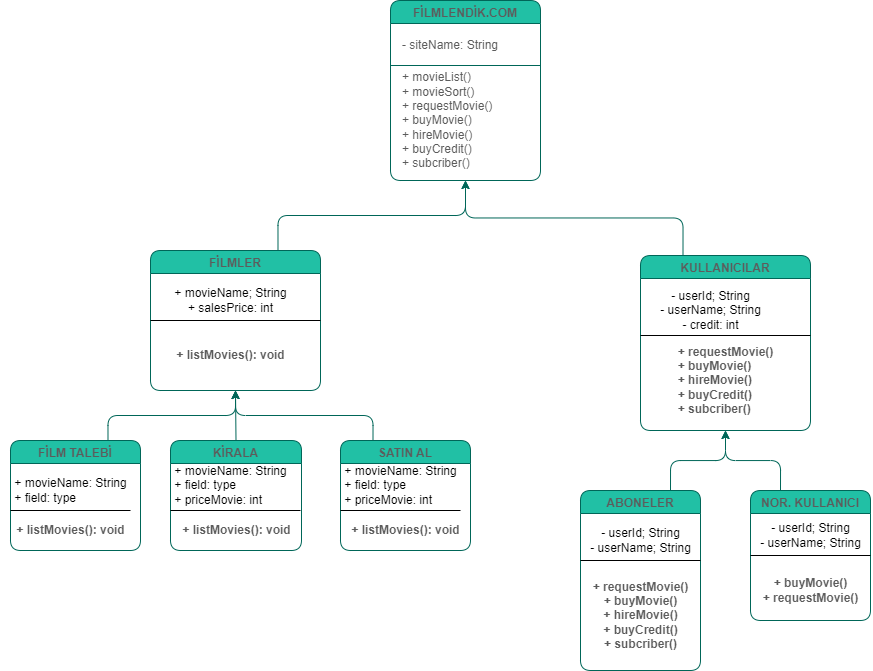 FİLMLENDİK.COM
- siteName: String
+ movieList()
+ movieSort()
+ requestMovie()
+ buyMovie()
+ hireMovie()
+ buyCredit()
+ subcriber()
FİLMLER
+ movieName; String
+ salesPrice: int
+ listMovies(): void
KULLANICILAR
- userId; String
- userName; String
- credit: int
+ requestMovie()
+ buyMovie()
+ hireMovie()
+ buyCredit()
+ subcriber()
FİLM TALEBİ
+ movieName: String
+ field: type
+ listMovies(): void
KİRALA
+ movieName: String
+ field: type
+ priceMovie: int
+ listMovies(): void
SATIN AL
+ movieName: String
+ field: type
+ priceMovie: int
+ listMovies(): void
ABONELER
- userId; String
- userName; String
+ requestMovie()
+ buyMovie()
+ hireMovie()
+ buyCredit()
+ subcriber()
NOR. KULLANICI
- userId; String
- userName; String
+ buyMovie()
+ requestMovie()